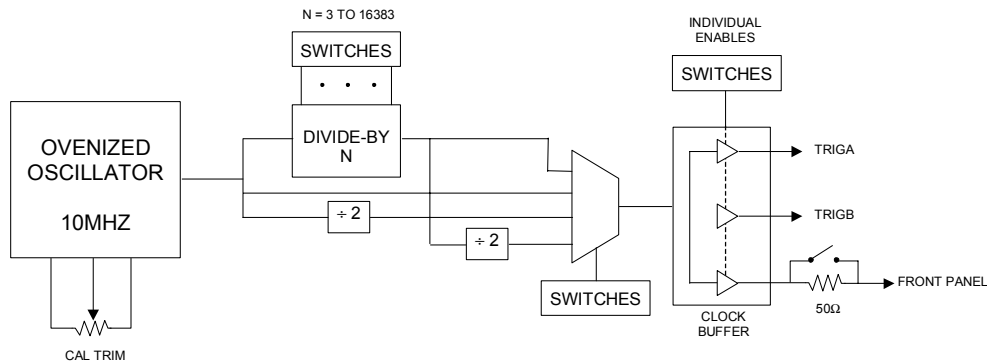 N = 3 TO 16383
SWITCHES
• • •
DIVIDE-BY
N
OVENIZED
OSCILLATOR
10MHZ
CAL TRIM
÷ 2
÷ 2
SWITCHES
INDIVIDUAL
ENABLES
SWITCHES
TRIGA
TRIGB
FRONT PANEL
50Ω
CLOCK
BUFFER